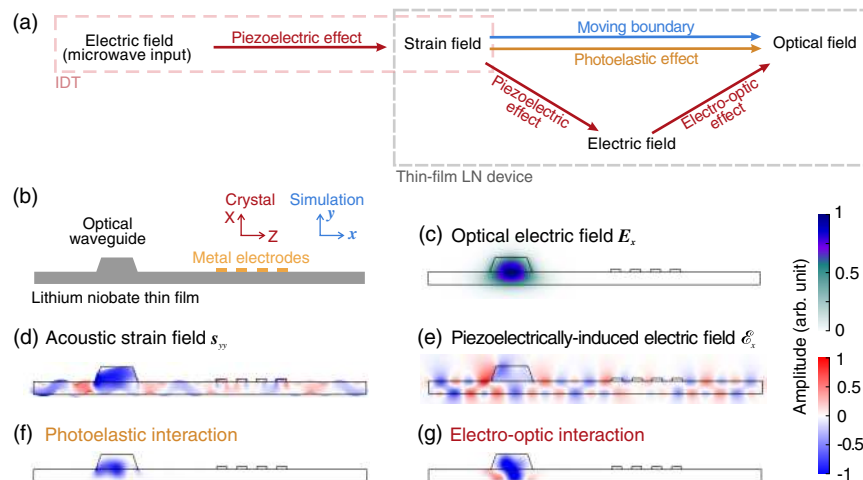 (a)
Electric field
(microwave input)
Piezoelectric effect
Strain field
Moving boundary
Photoelastic effect
Optical field
IDT
Piezoelectric
effect
Electro-optic
effect
Electric field
Thin-film LN device
(b)
Optical
waveguide
Crystal
X
Z
Simulation
y
x
Metal electrodes
Lithium niobate thin film
(c) Optical electric field Eₓ
(d) Acoustic strain field s_yy
(e) Piezoelectrically-induced electric field ℰₓ
(f) Photoelastic interaction
(g) Electro-optic interaction
Amplitude (arb. unit)
1
0.5
0
1
0.5
0
-0.5
-1